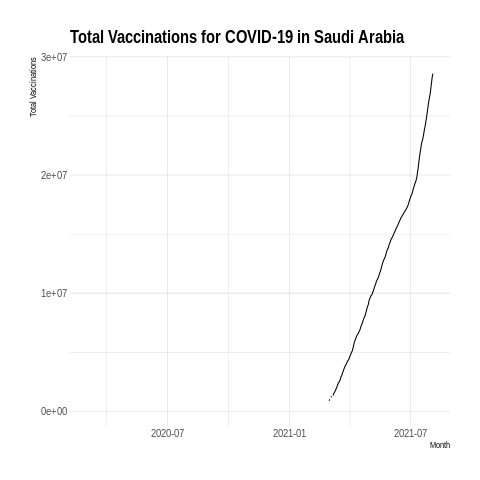 Total Vaccinations for COVID-19 in Saudi Arabia
Total Vaccinations
3e+07
2e+07
1e+07
0e+00
2020-07
2021-01
2021-07
Month